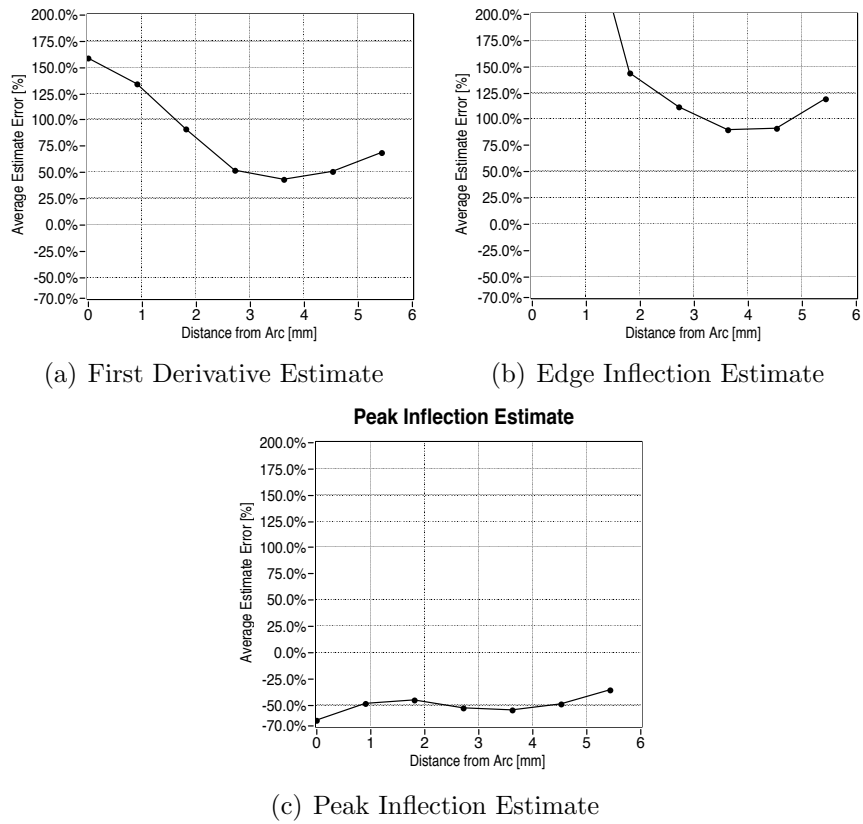 200.0%
175.0%
150.0%
125.0%
100.0%
75.0%
50.0%
25.0%
0.0%
-25.0%
-50.0%
-70.0%
Average Estimate Error [%]
0 1 2 3 4 5 6
Distance from Arc [mm]
(a) First Derivative Estimate
200.0%
175.0%
150.0%
125.0%
100.0%
75.0%
50.0%
25.0%
0.0%
-25.0%
-50.0%
-70.0%
Average Estimate Error [%]
0 1 2 3 4 5 6
Distance from Arc [mm]
(b) Edge Inflection Estimate
Peak Inflection Estimate
200.0%
175.0%
150.0%
125.0%
100.0%
75.0%
50.0%
25.0%
0.0%
-25.0%
-50.0%
-70.0%
Average Estimate Error [%]
0 1 2 3 4 5 6
Distance from Arc [mm]
(c) Peak Inflection Estimate